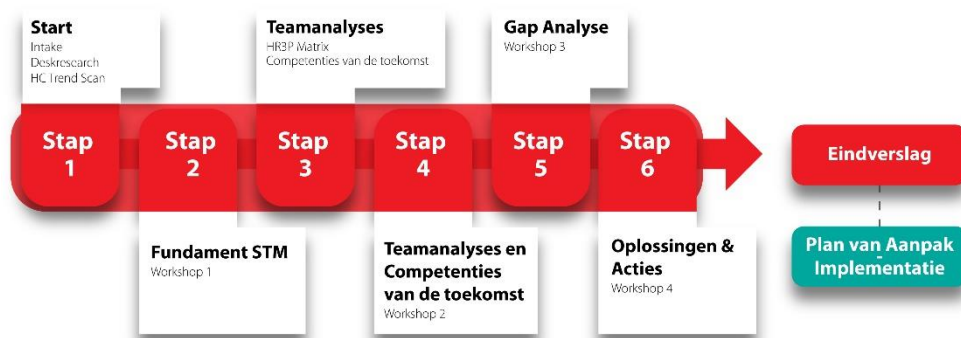 Start
Intake
Deskresearch
HC Trend Scan
Teamanalyses
HR3P Matrix
Competenties van de toekomst
Gap Analyse
Workshop 3
Stap
1
Stap
2
Stap
3
Stap
4
Stap
5
Stap
6
Eindverslag
Fundament STM
Workshop 1
Teamanalyses en
Competenties
van de toekomst
Workshop 2
Oplossingen &
Acties
Workshop 4
Plan van Aanpak
-
Implementatie